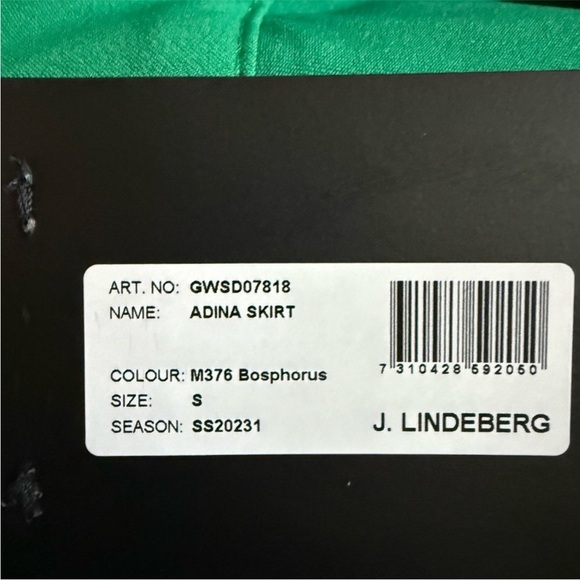 ART. NO: GWSD07818
NAME: ADINA SKIRT
COLOUR: M376 Bosphorus
SIZE: S
SEASON: SS20231
7 310428 592050
J. LINDEBERG